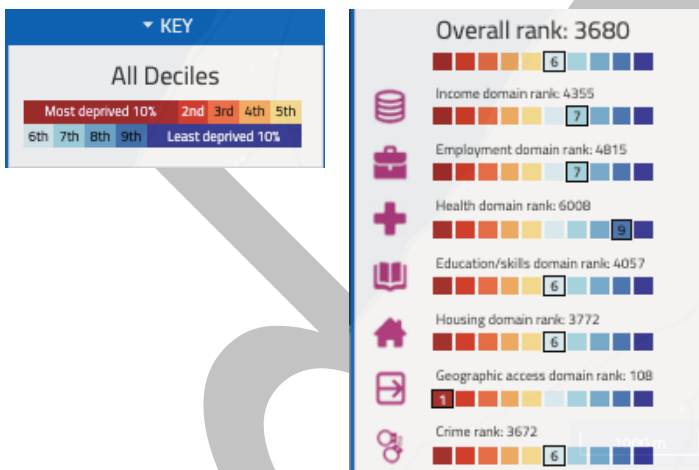 KEY
All Deciles
Most deprived 10% 2nd 3rd 4th 5th
6th 7th 8th 9th Least deprived 10%
Overall rank: 3680
6
Income domain rank: 4355
7
Employment domain rank: 4815
7
Health domain rank: 6008
9
Education/skills domain rank: 4057
6
Housing domain rank: 3772
6
Geographic access domain rank: 108
1
Crime rank: 3672
6
1000 m